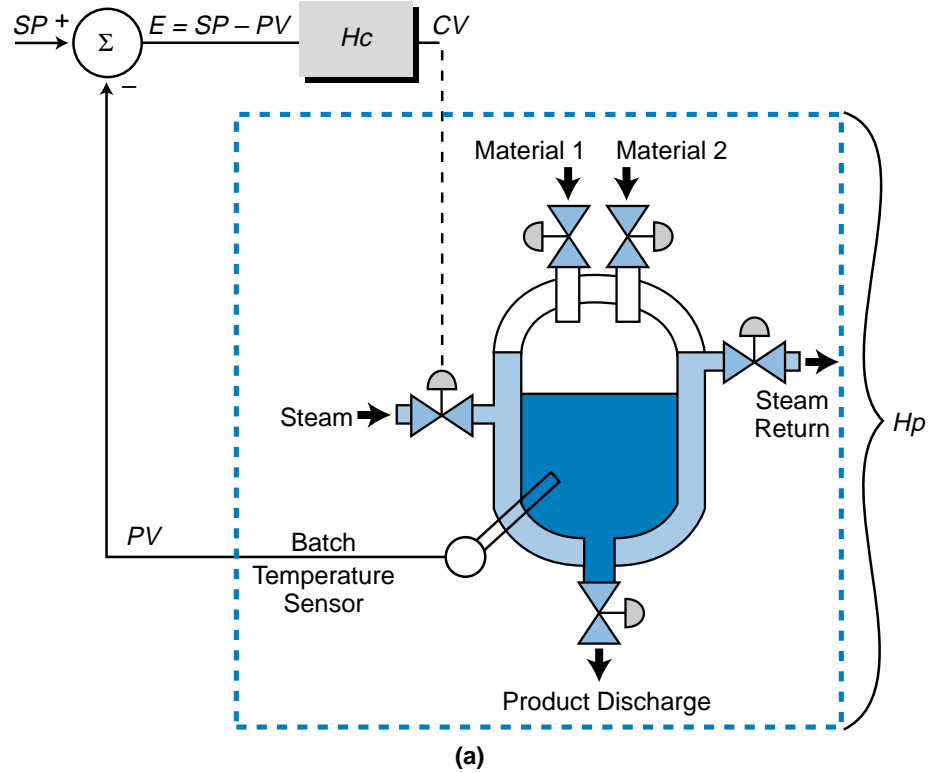 SP + E = SP – PV Hc CV
Σ
–
Material 1 Material 2
Steam
Steam
Return
Hp
PV Batch
Temperature
Sensor
Product Discharge
(a)